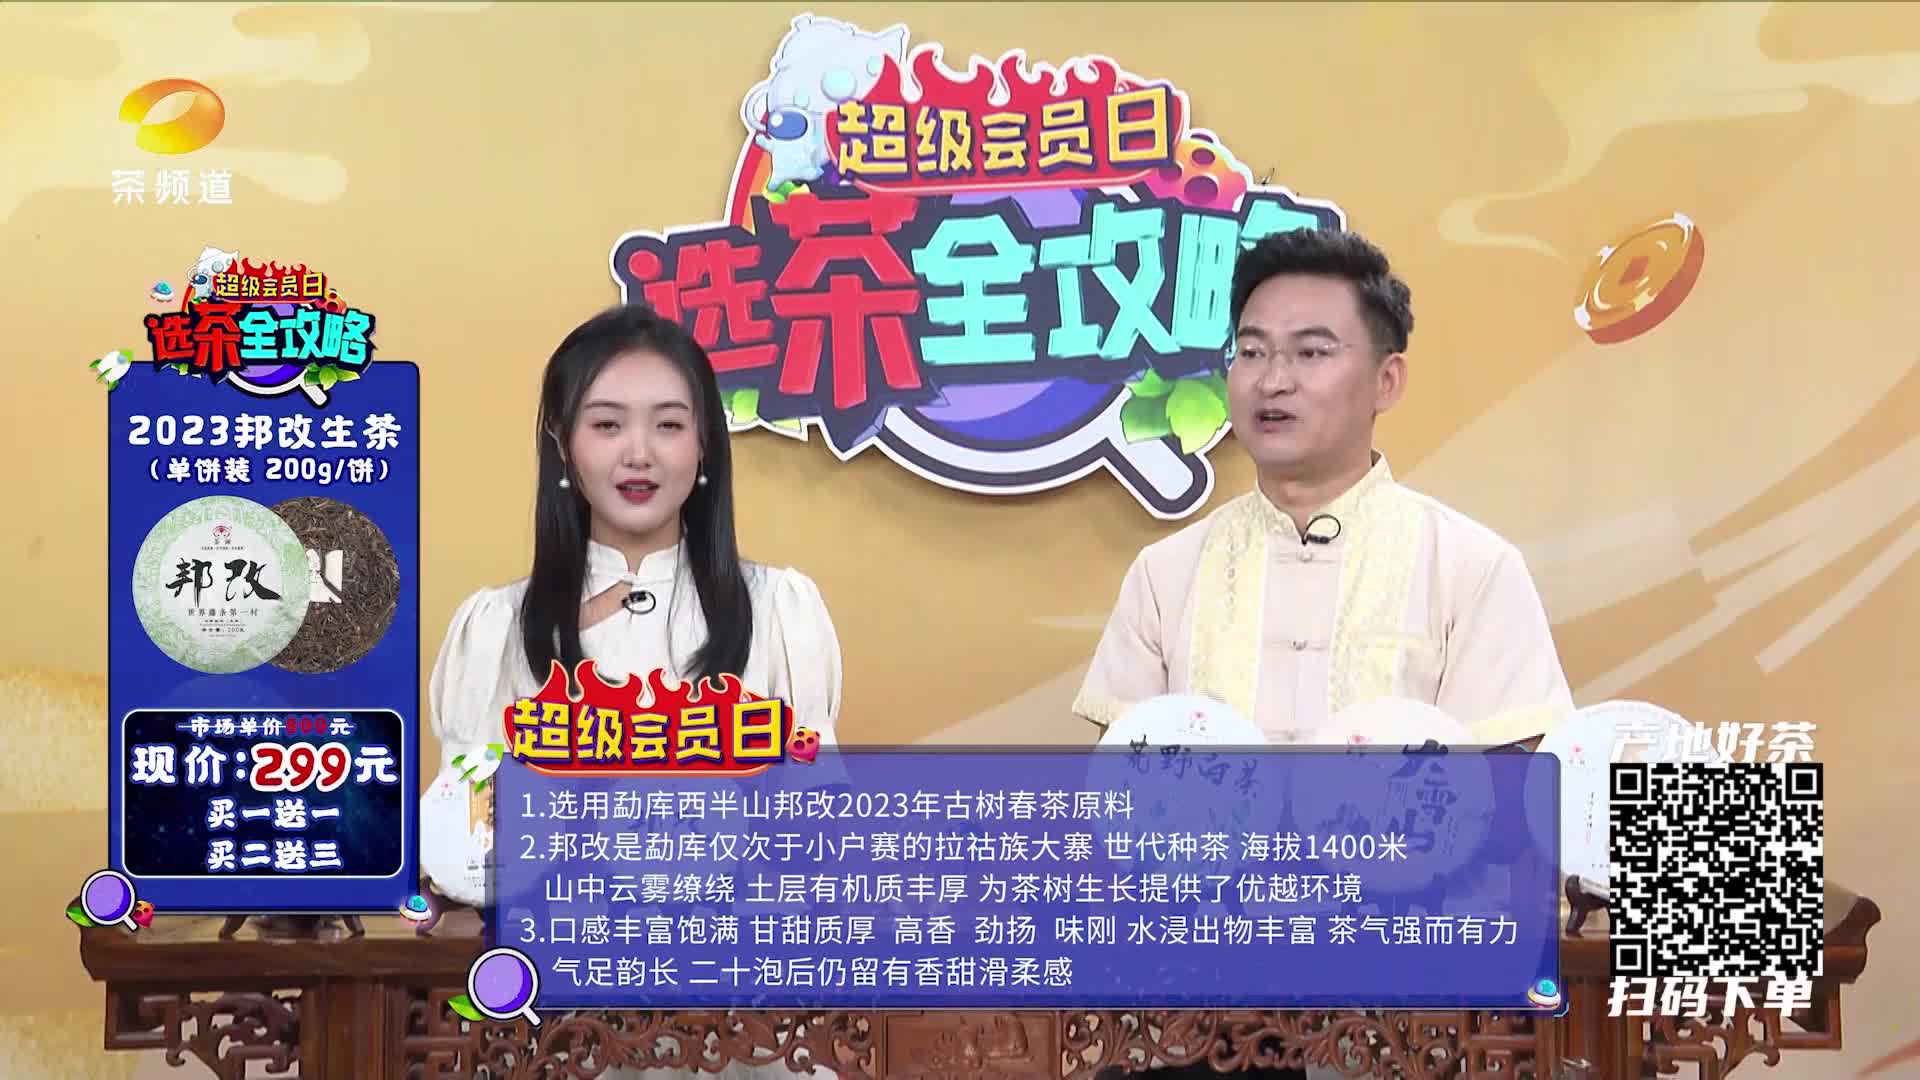 茶频道
超级会员日
选茶全攻略
超级会员日
选茶全攻略
2023邦改生茶
(单饼装 200g/饼)
茶
邦改
世界藤条第一村
市场单价800元
现价:299元
买一送一
买二送三
超级会员日
1.选用勐库西半山邦改2023年古树春茶原料
2.邦改是勐库仅次于小户赛的拉祜族大寨 世代种茶 海拔1400米
山中云雾缭绕 土层有机质丰厚 为茶树生长提供了优越环境
3.口感丰富饱满 甘甜质厚 高香 劲扬 味刚 水浸出物丰富 茶气强而有力
气足韵长 二十泡后仍留有香甜滑柔感
荒野白茶
大雪山
产地好茶
扫码下单